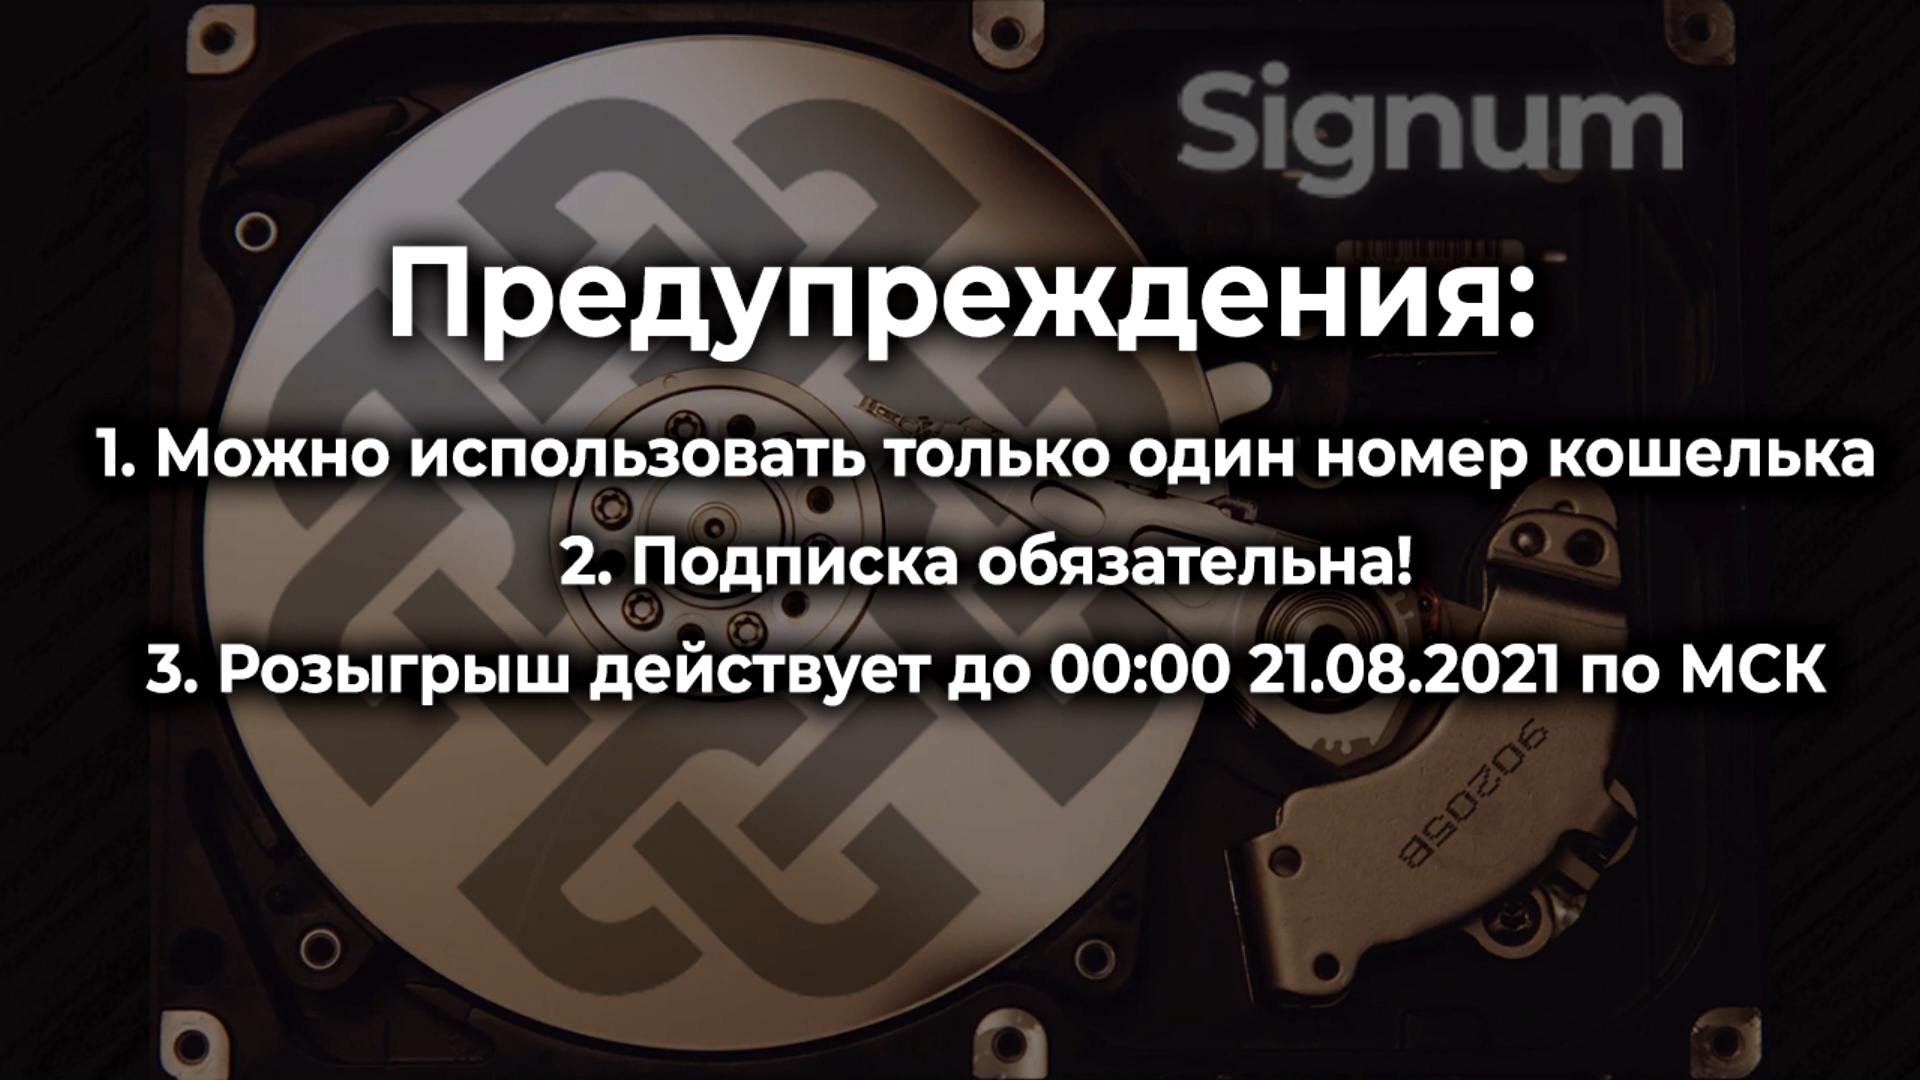 Signum
Предупреждения:
1. Можно использовать только один номер кошелька
2. Подписка обязательна!
3. Розыгрыш действует до 00:00 21.08.2021 по МСК
902058